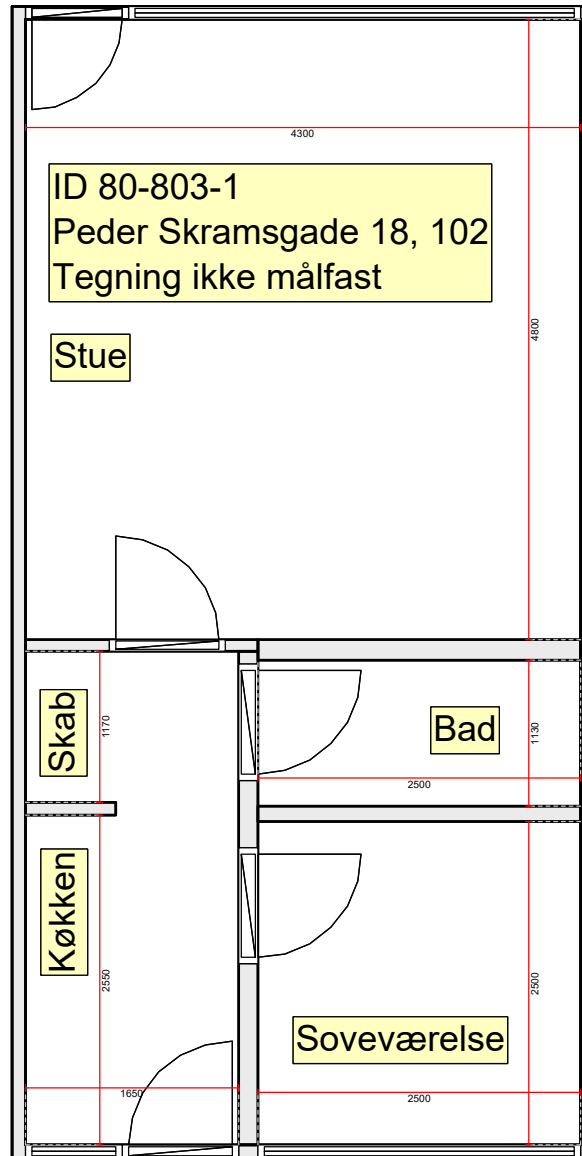 4300
ID 80-803-1
Peder Skramsgade 18, 102
Tegning ikke målfast
4800
Stue
Skab
1170
Bad
1130
2500
Køkken
2550
2500
Soveværelse
1650
2500